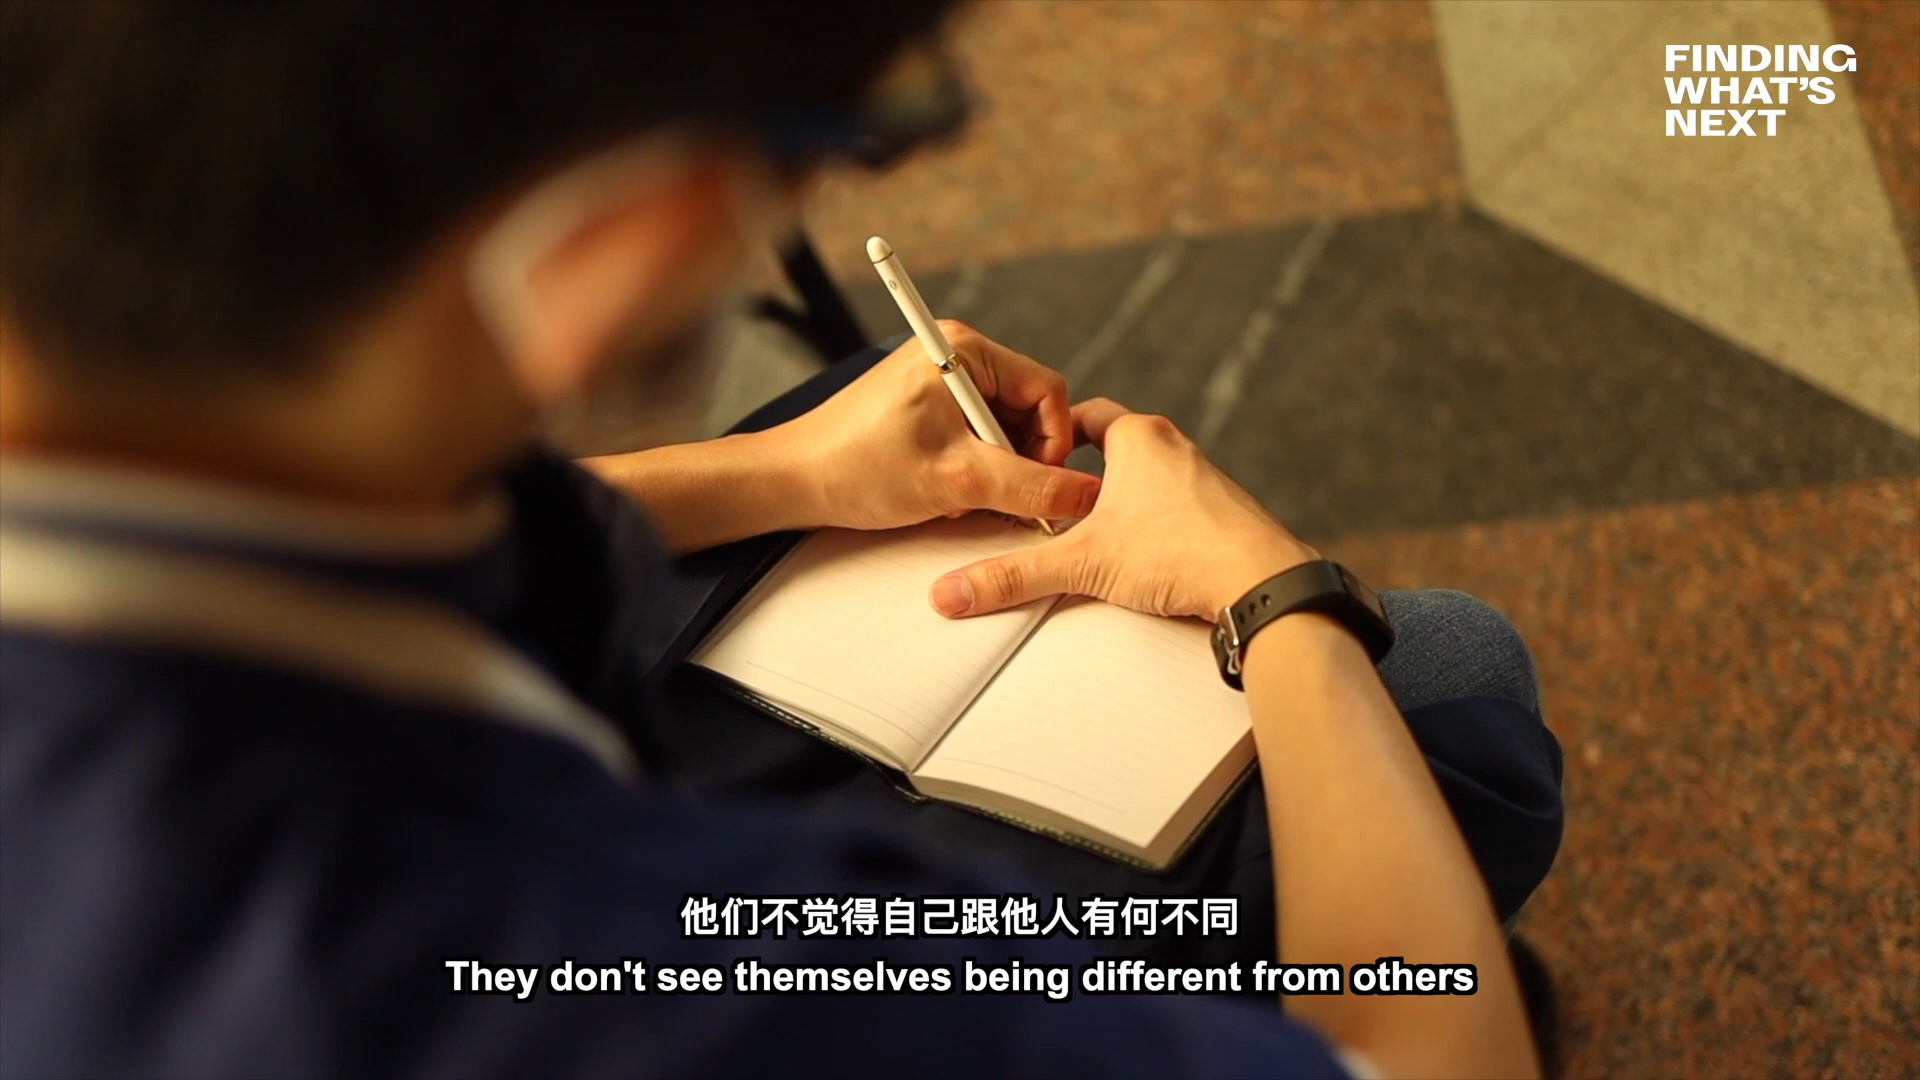 FINDING
WHAT'S
NEXT
他们不觉得自己跟他人有何不同
They don't see themselves being different from others